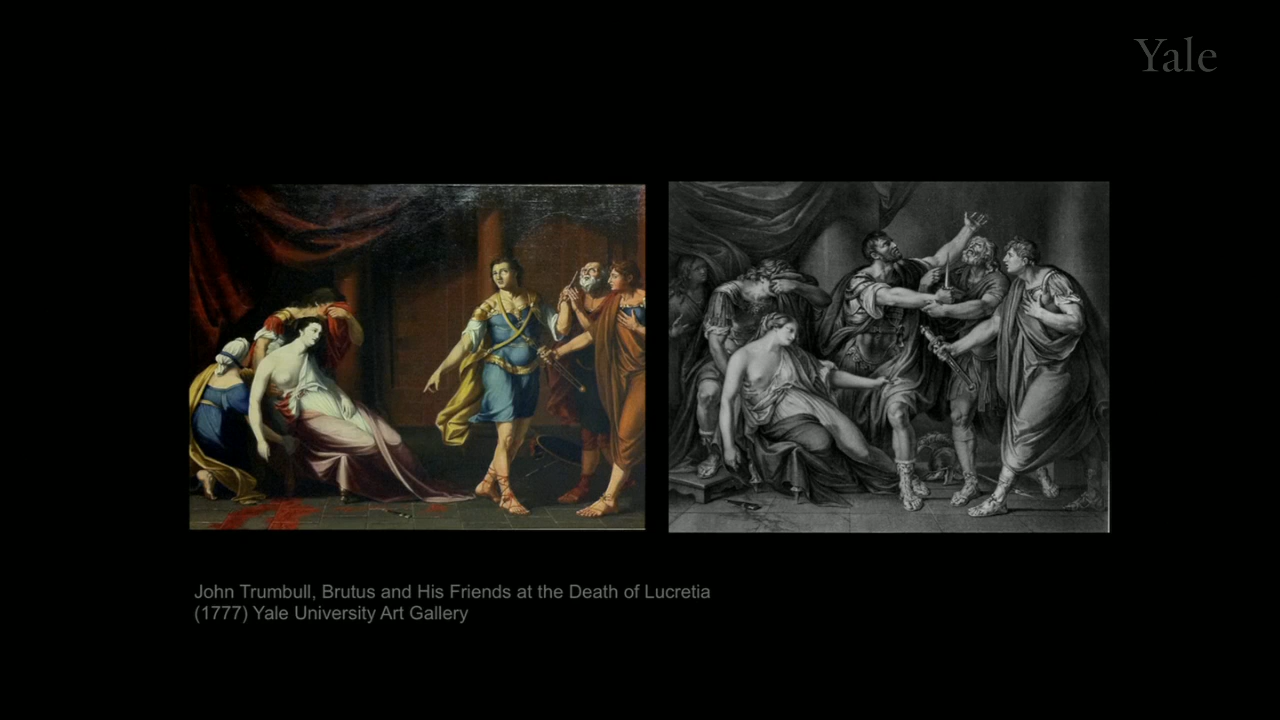 Yale
John Trumbull, Brutus and His Friends at the Death of Lucretia
(1777) Yale University Art Gallery